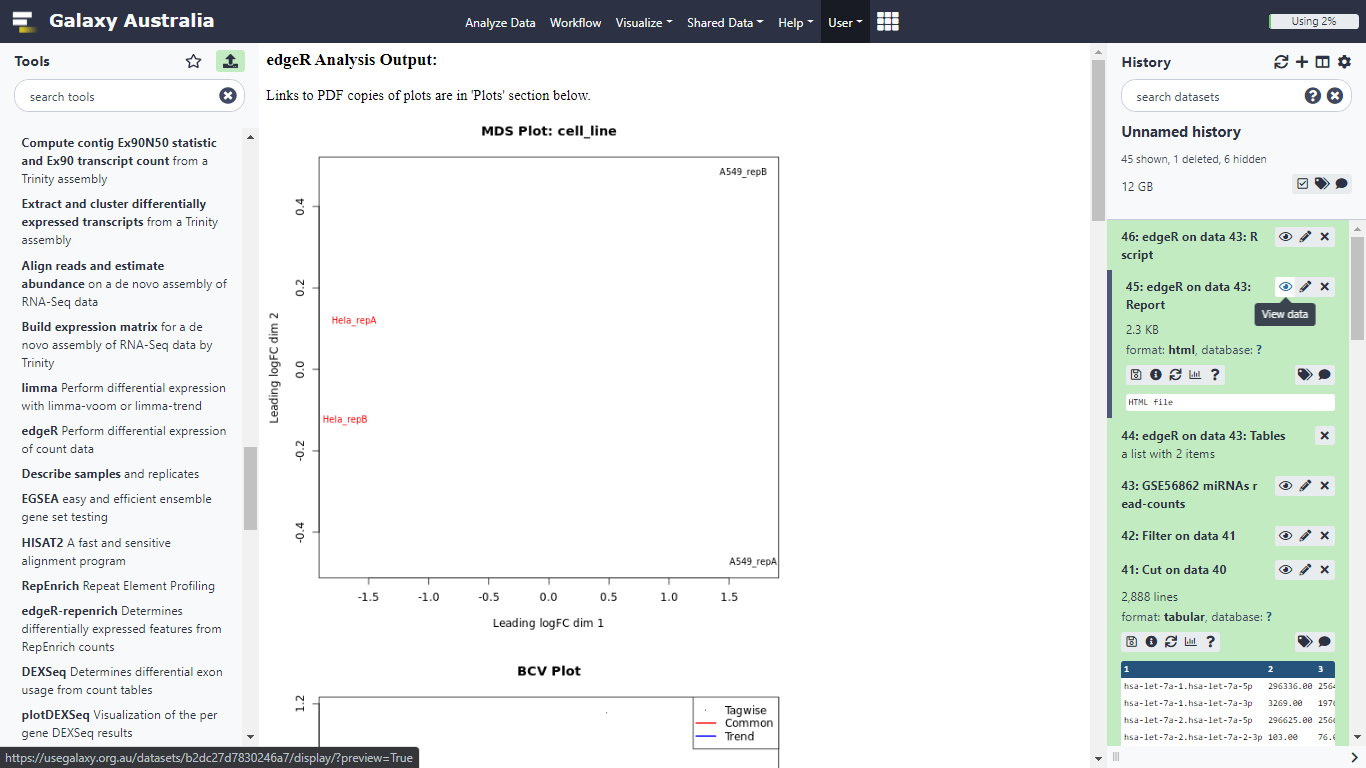 Galaxy Australia
Analyze Data Workflow Visualize Shared Data Help User
Using 2%
Tools
search tools
Compute contig Ex90N50 statistic
and Ex90 transcript count from a
Trinity assembly
Extract and cluster differentially
expressed transcripts from a Trinity
assembly
Align reads and estimate
abundance on a de novo assembly of
RNA-Seq data
Build expression matrix for a de
novo assembly of RNA-Seq data by
Trinity
limma Perform differential expression
with limma-voom or limma-trend
edgeR Perform differential expression
of count data
Describe samples and replicates
EGSEA easy and efficient ensemble
gene set testing
HISAT2 A fast and sensitive
alignment program
RepEnrich Repeat Element Profiling
edgeR-repenrich Determines
differentially expressed features from
RepEnrich counts
DEXSeq Determines differential exon
usage from count tables
plotDEXSeq Visualization of the per
gene DEXSeq results
https://usegalaxy.org.au/datasets/b2dc27d7830246a7/display/?preview=True
edgeR Analysis Output:
Links to PDF copies of plots are in 'Plots' section below.
MDS Plot: cell_line
A549_repB
Hela_repA
Hela_repB
A549_repA
Leading logFC dim 2
0.4
0.2
0.0
-0.2
-0.4
-1.5 -1.0 -0.5 0.0 0.5 1.0 1.5
Leading logFC dim 1
BCV Plot
1.2
Tagwise
Common
Trend
History
search datasets
Unnamed history
45 shown, 1 deleted, 6 hidden
12 GB
46: edgeR on data 43: R
script
45: edgeR on data 43:
Report
View data
2.3 KB
format: html, database: ?
HTML file
44: edgeR on data 43: Tables
a list with 2 items
43: GSE56862 miRNAs r
ead-counts
42: Filter on data 41
41: Cut on data 40
2,888 lines
format: tabular, database: ?
1 2 3
hsa-let-7a-1.hsa-let-7a-5p 296336.00
hsa-let-7a-1.hsa-let-7a-3p 3269.00
hsa-let-7a-2.hsa-let-7a-5p 296625.00
hsa-let-7a-2.hsa-let-7a-2-3p 103.00 76.